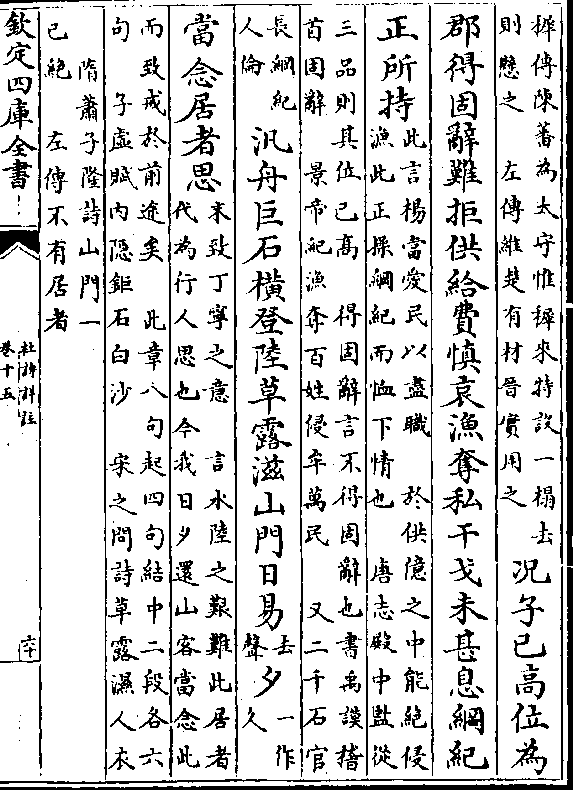 穉傳陳蕃為太守惟穉來特設一榻去
則懸之　左傳雖楚有材晉實用之
況子已高位為
郡得固辭難拒供給費慎哀漁奪私干戈未甚息綱紀
正所持
此言楊當愛民以盡職　於供億之中能絕侵
漁此正操綱紀而恤下情也　唐志殿中監從
三品則其位已高　得固辭言不得固辭也書禹謨稽
首固辭　景帝紀漁奪百姓侵牟萬民　又二千石官
長綱紀
人倫
汎舟巨石橫登陸草露滋山門日易
去
聲
夕
一作
久
當念居者思
末致丁寧之意　言水陸之艱難此居者
代為行人思也今我日夕還山客當念此
而致戒於前途矣　此章八句起四句結中二段各六
句　子虛賦內隱鉅石白沙　宋之問詩草露濕人衣
隋蕭子隆詩山門一
已絕　左傳不有居者
欽定四庫全書
杜詩詳註
卷十五
六十